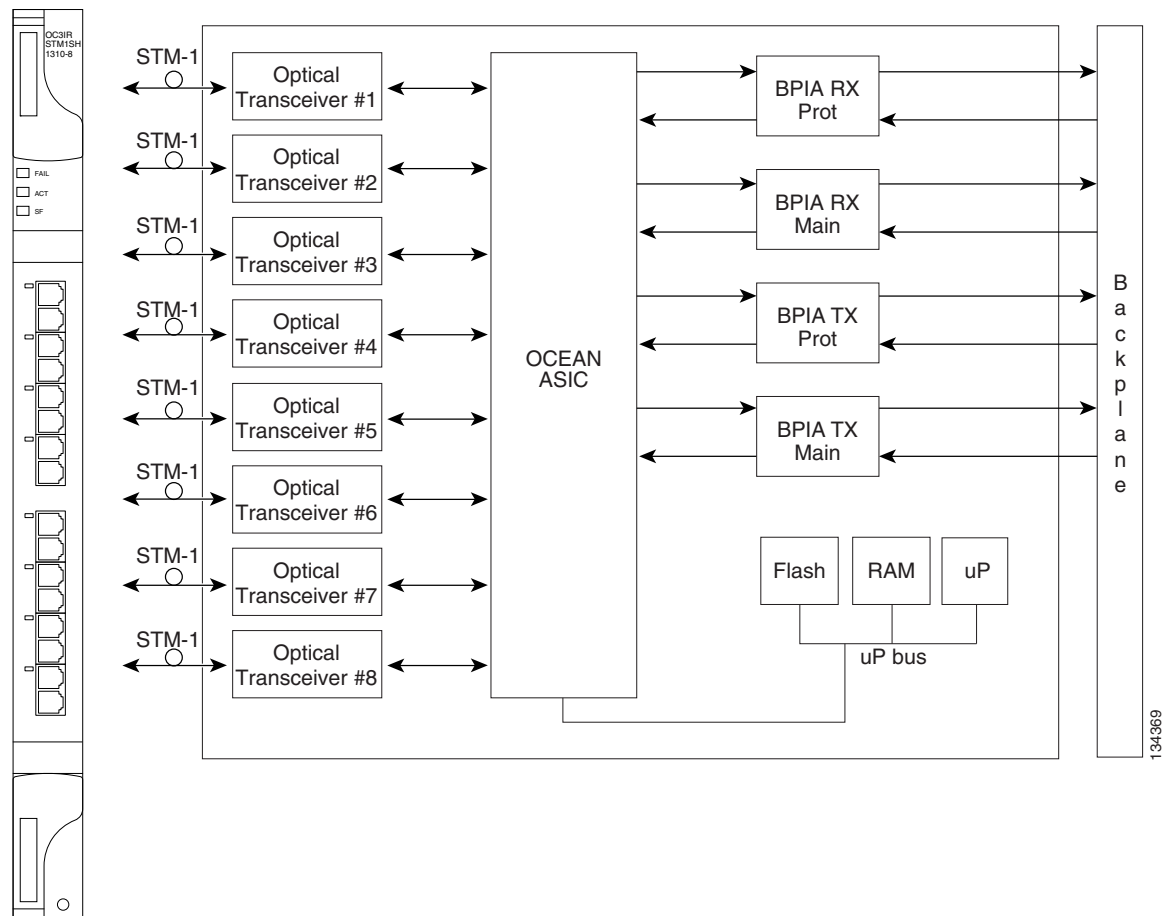 OC3IR
STM1SH
1310-8
FAIL
ACT
SF
STM-1
Optical
Transceiver #1
STM-1
Optical
Transceiver #2
STM-1
Optical
Transceiver #3
STM-1
Optical
Transceiver #4
STM-1
Optical
Transceiver #5
STM-1
Optical
Transceiver #6
STM-1
Optical
Transceiver #7
STM-1
Optical
Transceiver #8
OCEAN
ASIC
BPIA RX
Prot
BPIA RX
Main
BPIA TX
Prot
BPIA TX
Main
Flash
RAM
uP
uP bus
Backplane
134369